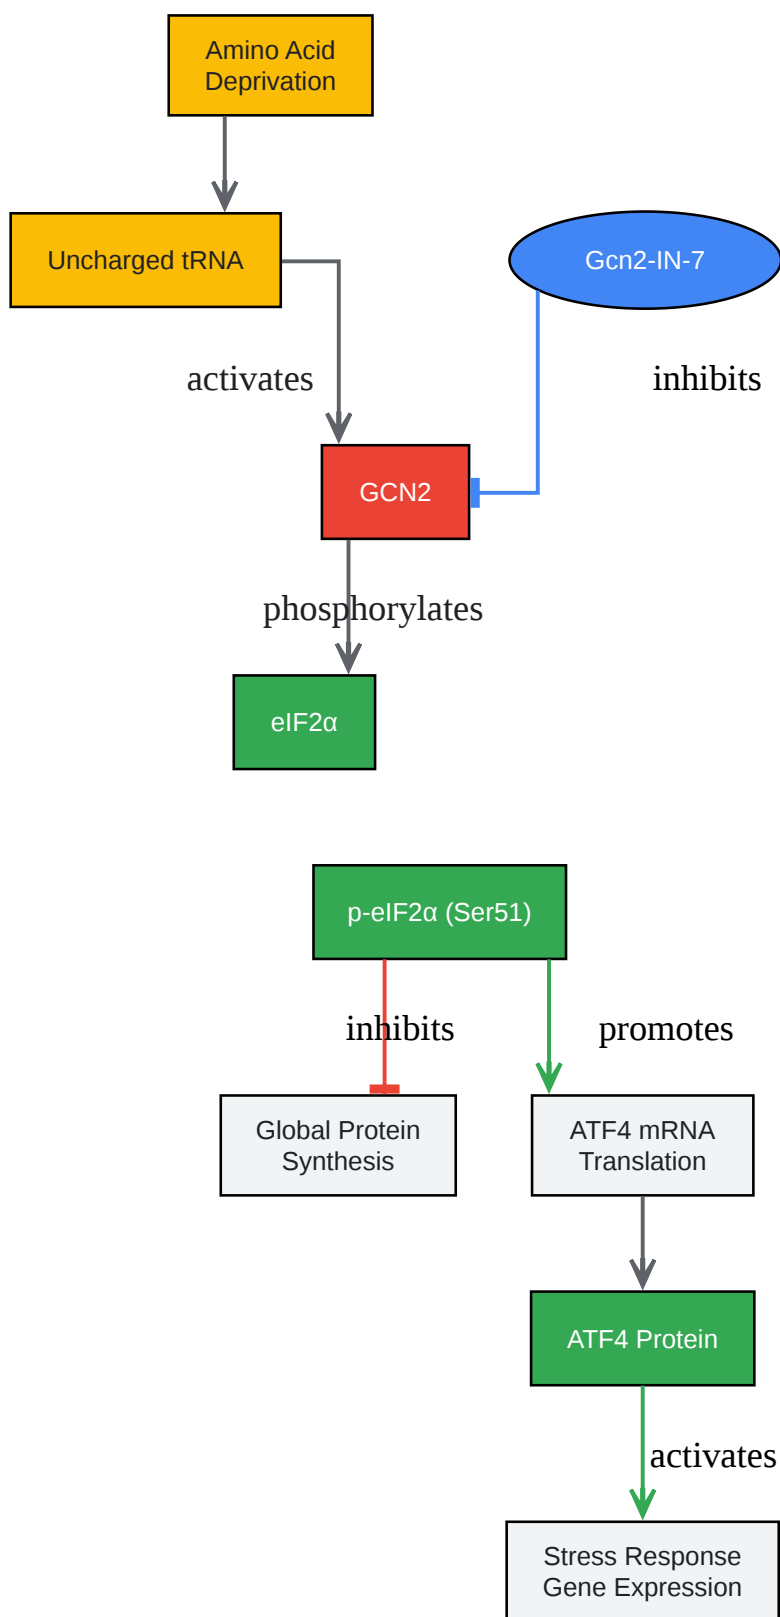 Amino Acid
Deprivation
Uncharged tRNA
Gcn2-IN-7
activates
inhibits
GCN2
phosphorylates
eIF2α
p-eIF2α (Ser51)
inhibits
promotes
Global Protein
Synthesis
ATF4 mRNA
Translation
ATF4 Protein
activates
Stress Response
Gene Expression